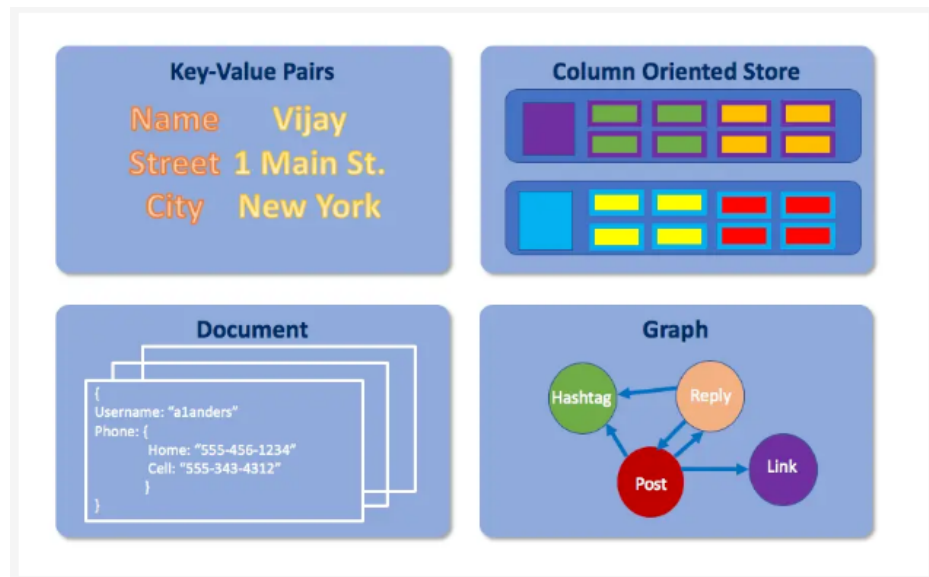 Key-Value Pairs
Name Vijay
Street 1 Main St.
City New York
Column Oriented Store
Document
{
Username: “a1anders”
Phone: {
Home: “555-456-1234”
Cell: “555-343-4312”
}
}
Graph
Hashtag
Reply
Post
Link